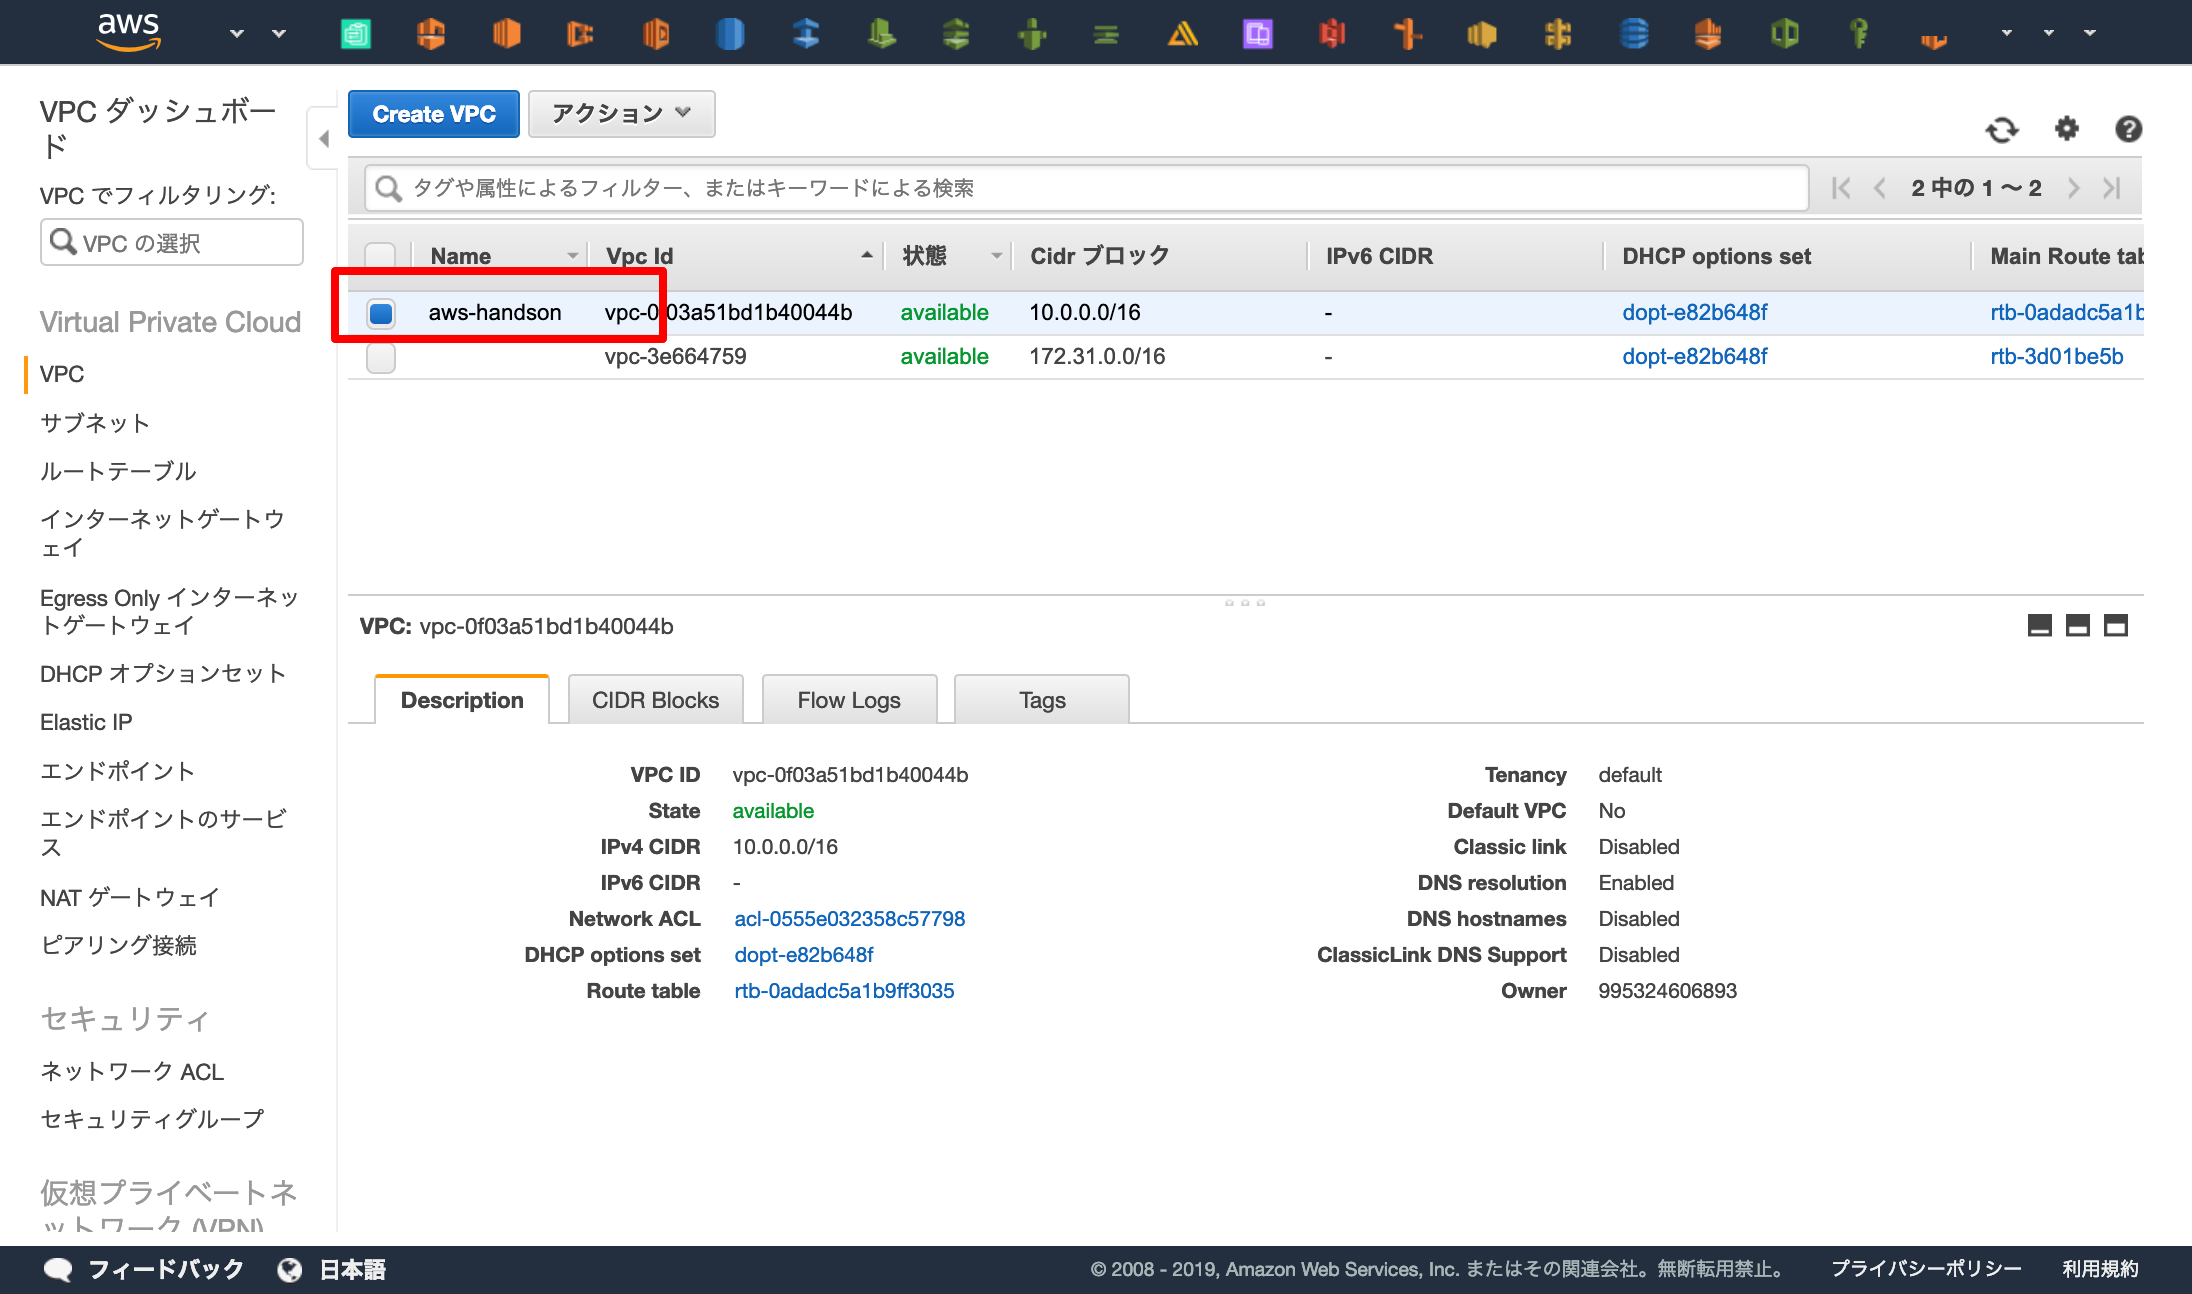 aws
VPC ダッシュボー
ド
VPC でフィルタリング:
VPC の選択
Virtual Private Cloud
VPC
サブネット
ルートテーブル
インターネットゲートウ
ェイ
Egress Only インターネッ
トゲートウェイ
DHCP オプションセット
Elastic IP
エンドポイント
エンドポイントのサービ
ス
NAT ゲートウェイ
ピアリング接続
セキュリティ
ネットワーク ACL
セキュリティグループ
仮想プライベートネ
ットワーク (VPN)
Create VPC アクション
タグや属性によるフィルター、またはキーワードによる検索 2 中の 1 〜 2
Name Vpc Id 状態 Cidr ブロック IPv6 CIDR DHCP options set Main Route tab
aws-handson vpc-0f03a51bd1b40044b available 10.0.0.0/16 - dopt-e82b648f rtb-0adadc5a1b
vpc-3e664759 available 172.31.0.0/16 - dopt-e82b648f rtb-3d01be5b
VPC: vpc-0f03a51bd1b40044b
Description CIDR Blocks Flow Logs Tags
VPC ID vpc-0f03a51bd1b40044b
State available
IPv4 CIDR 10.0.0.0/16
IPv6 CIDR -
Network ACL acl-0555e032358c57798
DHCP options set dopt-e82b648f
Route table rtb-0adadc5a1b9ff3035
Tenancy default
Default VPC No
Classic link Disabled
DNS resolution Enabled
DNS hostnames Disabled
ClassicLink DNS Support Disabled
Owner 995324606893
フィードバック 日本語 © 2008 - 2019, Amazon Web Services, Inc. またはその関連会社。無断転用禁止。 プライバシーポリシー 利用規約